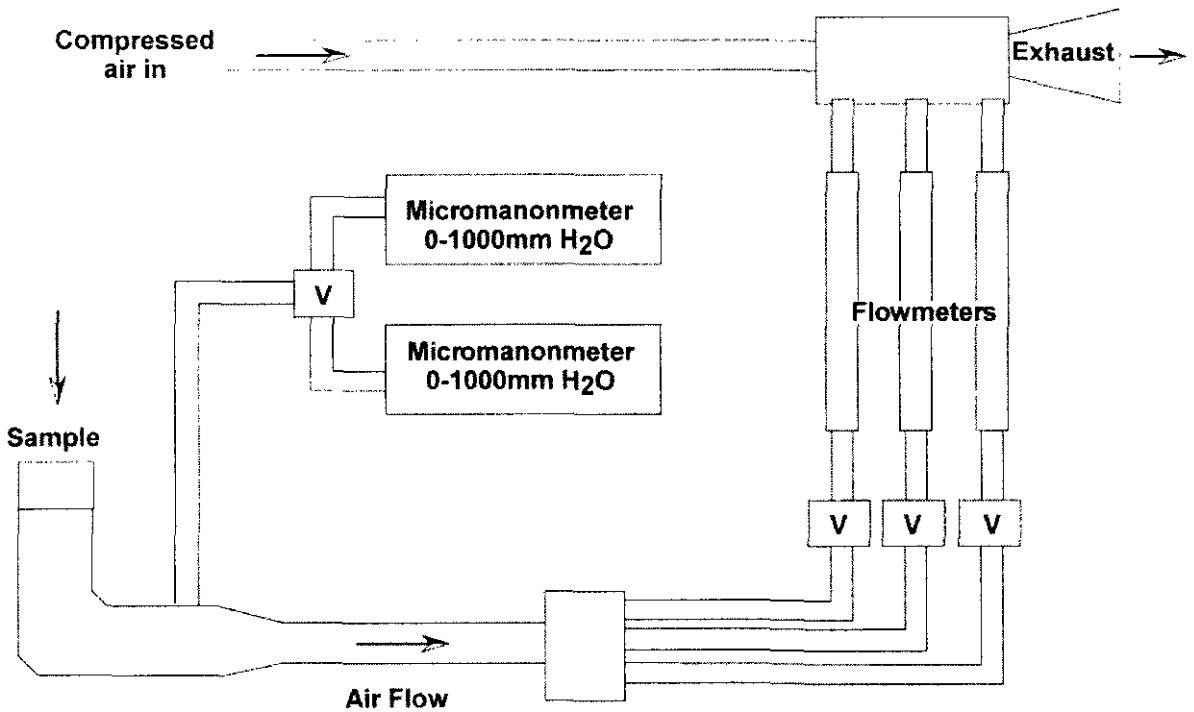 Compressed
air in
Exhaust
Micromanonmeter
0-1000mm H₂O
V
Micromanonmeter
0-1000mm H₂O
Flowmeters
Sample
V
V
V
Air Flow